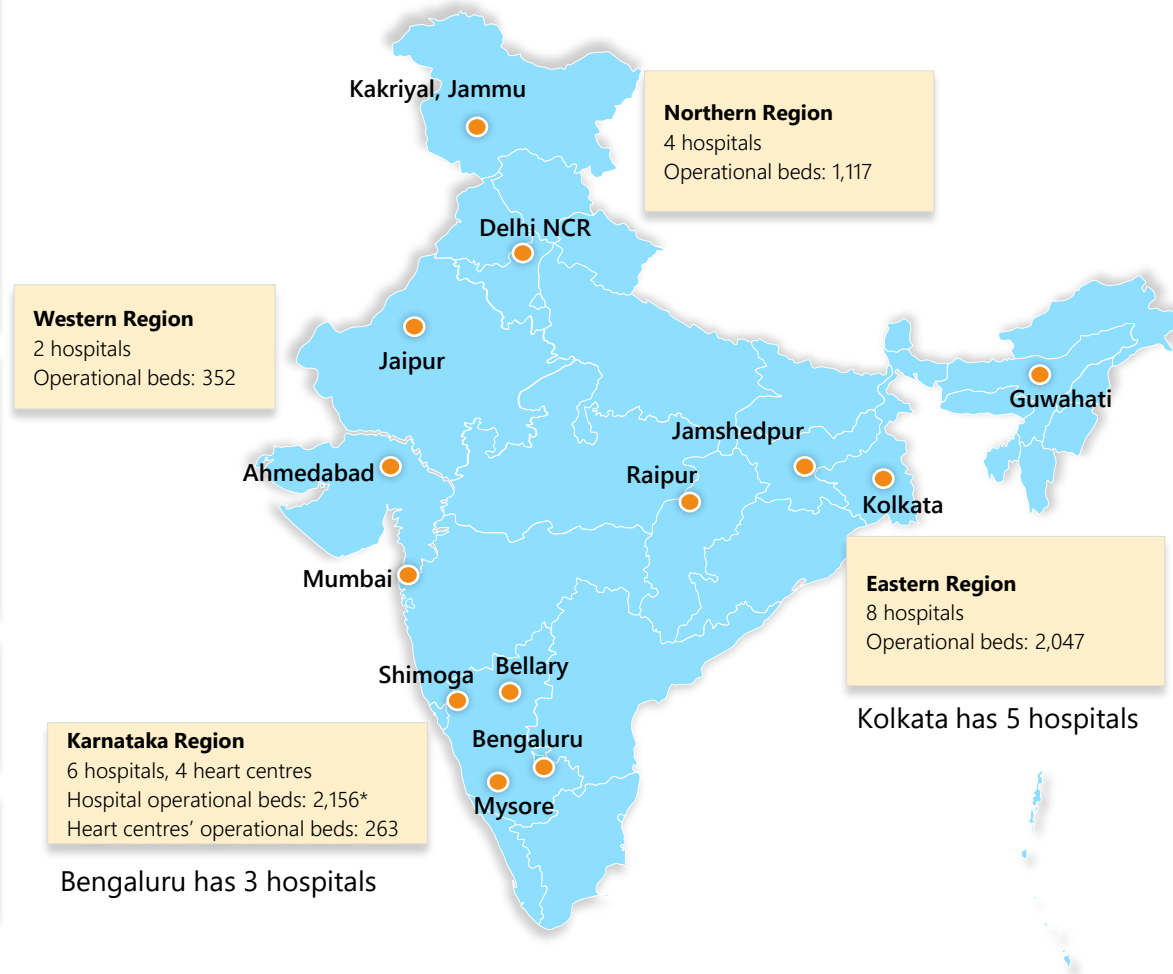 Kakriyal, Jammu
Northern Region
4 hospitals
Operational beds: 1,117
Delhi NCR
Western Region
2 hospitals
Operational beds: 352
Jaipur
Guwahati
Jamshedpur
Ahmedabad
Raipur
Kolkata
Mumbai
Eastern Region
8 hospitals
Operational beds: 2,047
Kolkata has 5 hospitals
Shimoga
Bellary
Bengaluru
Mysore
Karnataka Region
6 hospitals, 4 heart centres
Hospital operational beds: 2,156*
Heart centres’ operational beds: 263
Bengaluru has 3 hospitals